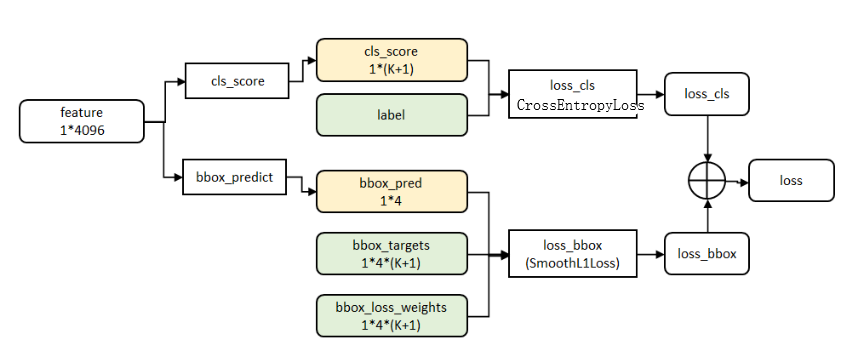 feature
1*4096
cls_score
cls_score
1*(K+1)
label
loss_cls
CrossEntropyLoss
loss_cls
bbox_predict
bbox_pred
1*4
bbox_targets
1*4*(K+1)
bbox_loss_weights
1*4*(K+1)
loss_bbox
(SmoothL1Loss)
loss_bbox
loss